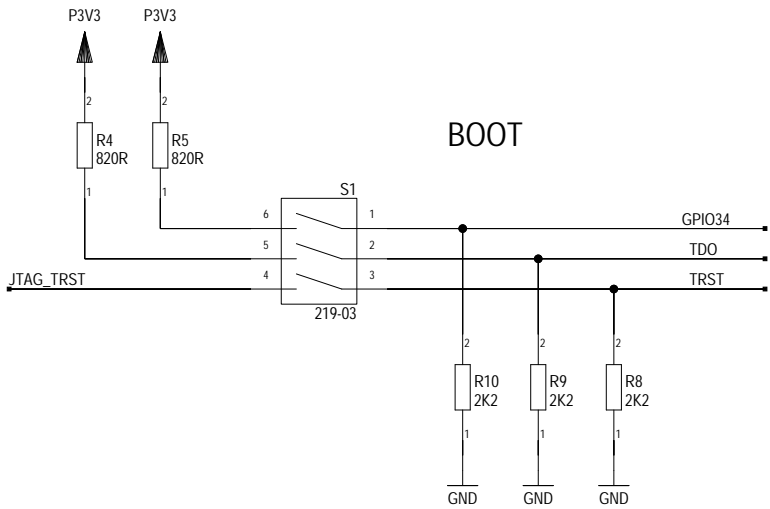 P3V3 P3V3
2 2
R4 R5
820R 820R
BOOT
1 1
S1
6 1 GPIO34
5 2 TDO
JTAG_TRST 4 3 TRST
219-03
2 2 2
R10 R9 R8
2K2 2K2 2K2
1 1 1
GND GND GND